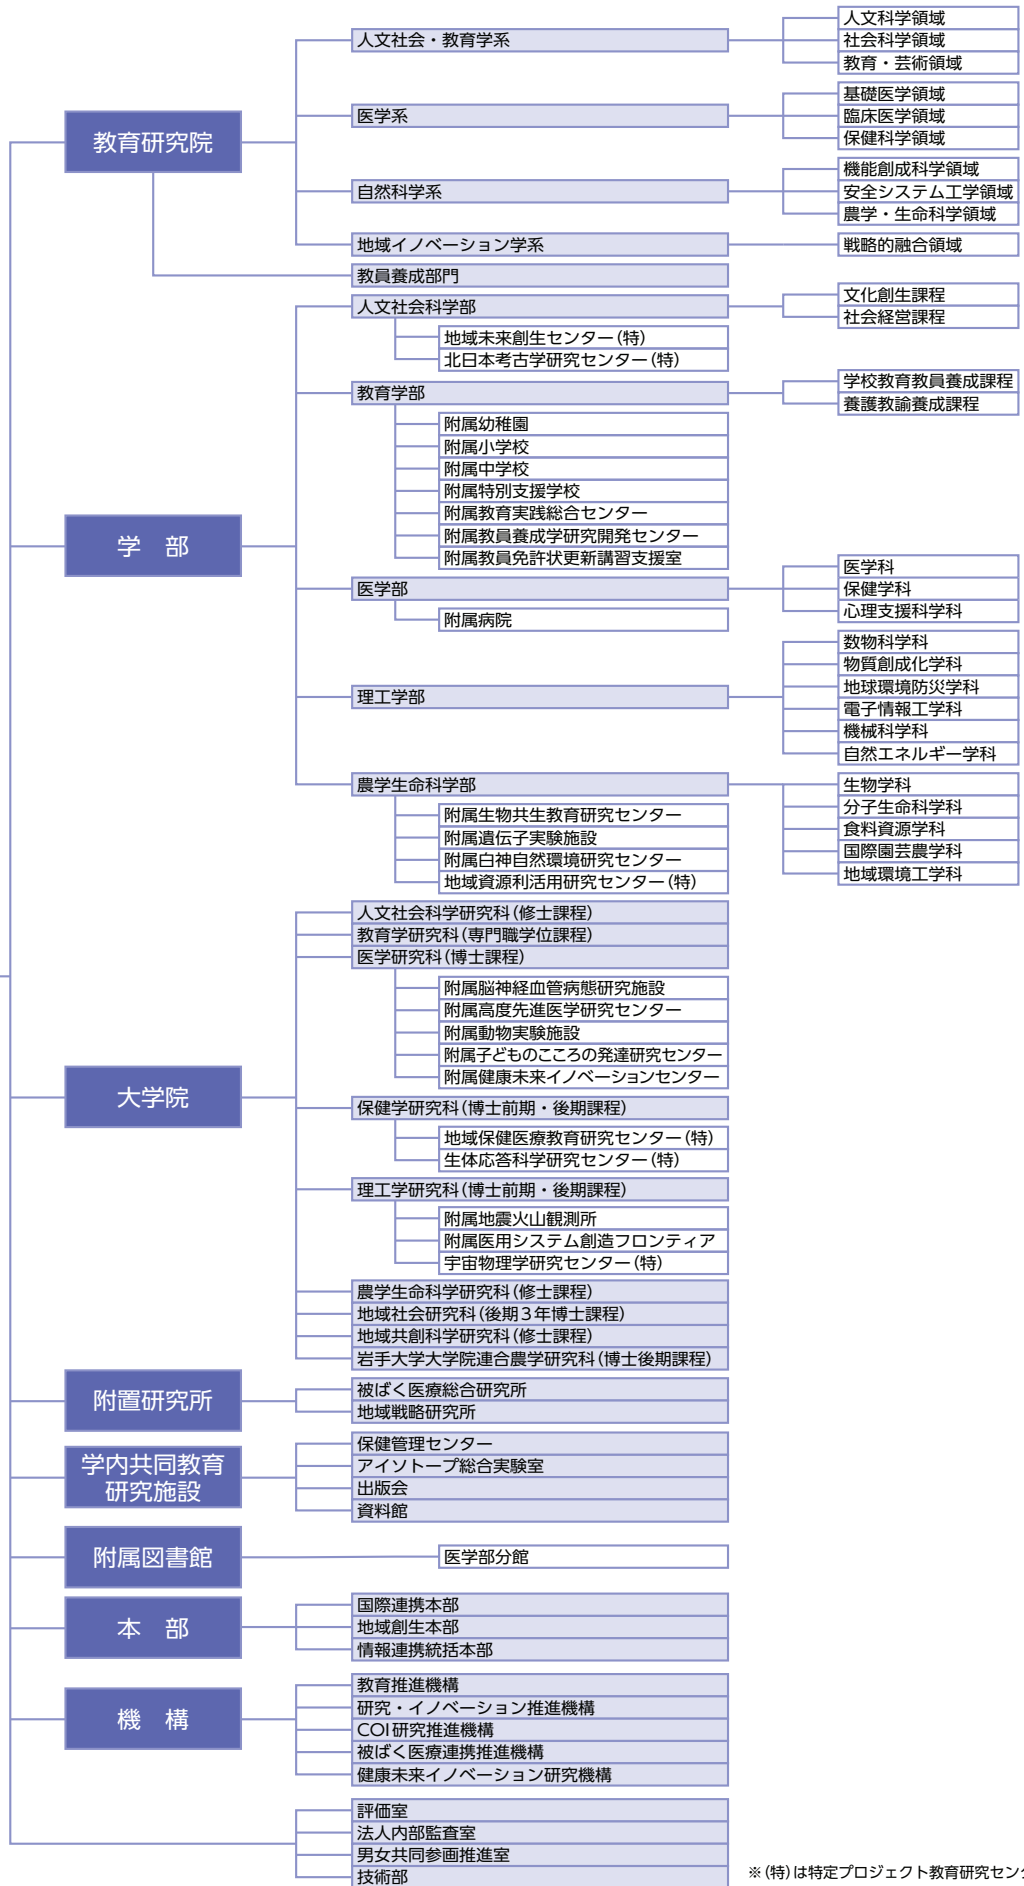 教育研究院
人文社会・教育学系
人文科学領域
社会科学領域
教育・芸術領域
医学系
基礎医学領域
臨床医学領域
保健科学領域
自然科学系
機能創成科学領域
安全システム工学領域
農学・生命科学領域
地域イノベーション学系
戦略的融合領域
教員養成部門
学　部
人文社会科学部
文化創生課程
社会経営課程
地域未来創生センター(特)
北日本考古学研究センター(特)
教育学部
学校教育教員養成課程
養護教諭養成課程
附属幼稚園
附属小学校
附属中学校
附属特別支援学校
附属教育実践総合センター
附属教員養成学研究開発センター
附属教員免許状更新講習支援室
医学部
医学科
保健学科
心理支援科学科
附属病院
理工学部
数物科学科
物質創成化学科
地球環境防災学科
電子情報工学科
機械科学科
自然エネルギー学科
農学生命科学部
生物学科
分子生命科学科
食料資源学科
国際園芸農学科
地域環境工学科
附属生物共生教育研究センター
附属遺伝子実験施設
附属白神自然環境研究センター
地域資源利活用研究センター(特)
大学院
人文社会科学研究科(修士課程)
教育学研究科(専門職学位課程)
医学研究科(博士課程)
附属脳神経血管病態研究施設
附属高度先進医学研究センター
附属動物実験施設
附属子どものこころの発達研究センター
附属健康未来イノベーションセンター
保健学研究科(博士前期・後期課程)
地域保健医療教育研究センター(特)
生体応答科学研究センター(特)
理工学研究科(博士前期・後期課程)
附属地震火山観測所
附属医用システム創造フロンティア
宇宙物理学研究センター(特)
農学生命科学研究科(修士課程)
地域社会研究科(後期3年博士課程)
地域共創科学研究科(修士課程)
岩手大学大学院連合農学研究科(博士後期課程)
附置研究所
被ばく医療総合研究所
地域戦略研究所
学内共同教育
研究施設
保健管理センター
アイソトープ総合実験室
出版会
資料館
附属図書館
医学部分館
本　部
国際連携本部
地域創生本部
情報連携統括本部
機　構
教育推進機構
研究・イノベーション推進機構
COI研究推進機構
被ばく医療連携推進機構
健康未来イノベーション研究機構
評価室
法人内部監査室
男女共同参画推進室
技術部
※(特)は特定プロジェクト教育研究セン